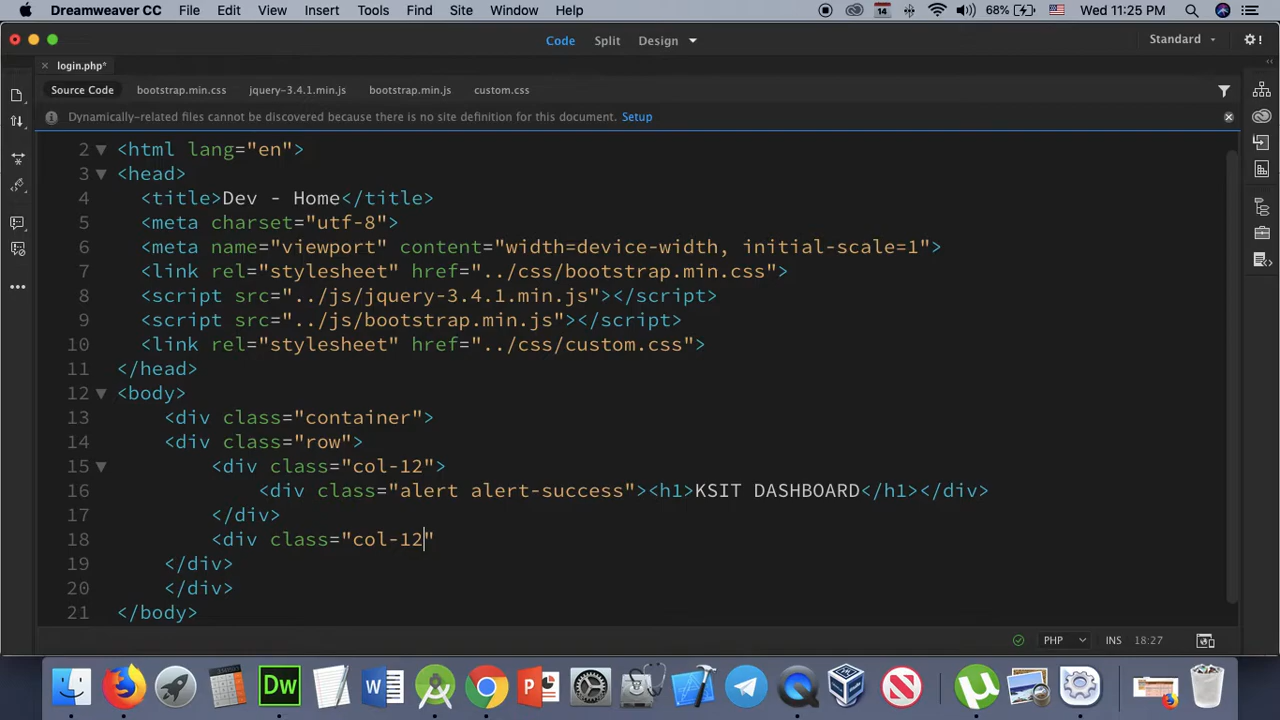 Dreamweaver CC File Edit View Insert Tools Find Site Window Help 14 68% Wed 11:25 PM
Code Split Design Standard
login.php*
Source Code bootstrap.min.css jquery-3.4.1.min.js bootstrap.min.js custom.css
Dynamically-related files cannot be discovered because there is no site definition for this document. Setup
2 <html lang="en">
3 <head>
4 <title>Dev - Home</title>
5 <meta charset="utf-8">
6 <meta name="viewport" content="width=device-width, initial-scale=1">
7 <link rel="stylesheet" href="../css/bootstrap.min.css">
8 <script src="../js/jquery-3.4.1.min.js"></script>
9 <script src="../js/bootstrap.min.js"></script>
10 <link rel="stylesheet" href="../css/custom.css">
11 </head>
12 <body>
13 <div class="container">
14 <div class="row">
15 <div class="col-12">
16 <div class="alert alert-success"><h1>KSIT DASHBOARD</h1></div>
17 </div>
18 <div class="col-12"
19 </div>
20 </div>
21 </body>
PHP INS 18:27
Dw W